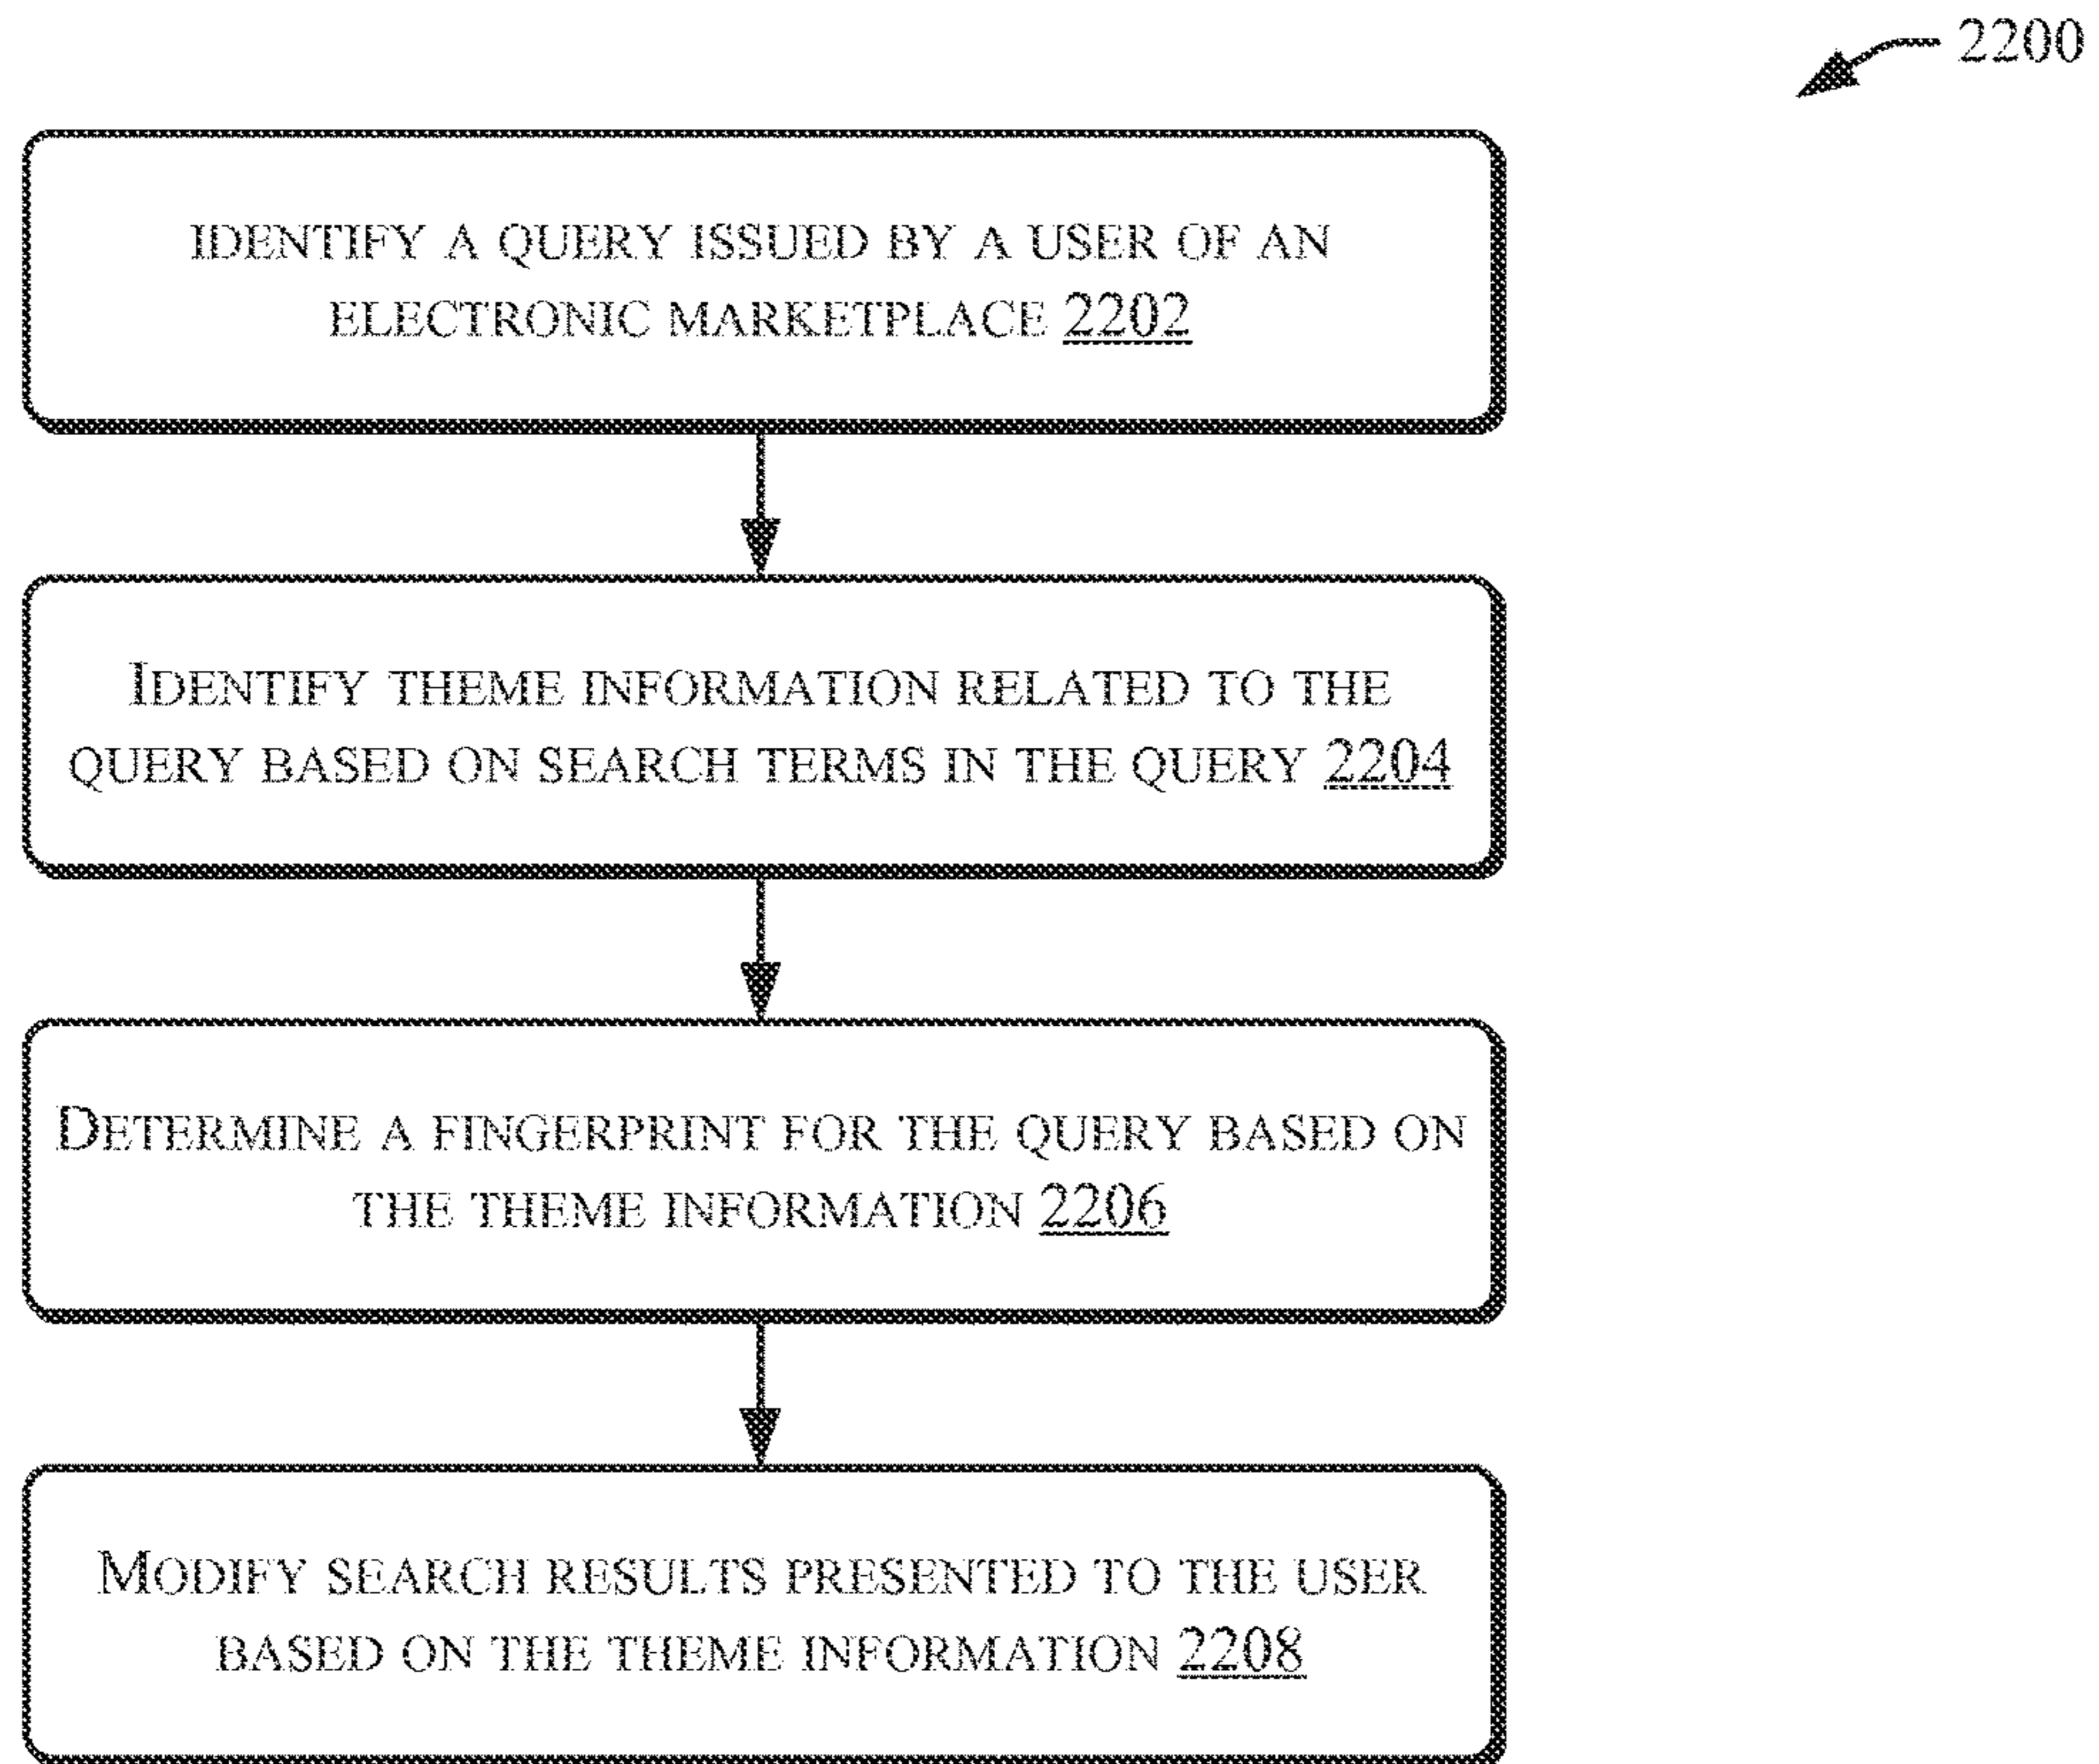 2200
IDENTIFY A QUERY ISSUED BY A USER OF AN
ELECTRONIC MARKETPLACE 2202
IDENTIFY THEME INFORMATION RELATED TO THE
QUERY BASED ON SEARCH TERMS IN THE QUERY 2204
DETERMINE A FINGERPRINT FOR THE QUERY BASED ON
THE THEME INFORMATION 2206
MODIFY SEARCH RESULTS PRESENTED TO THE USER
BASED ON THE THEME INFORMATION 2208